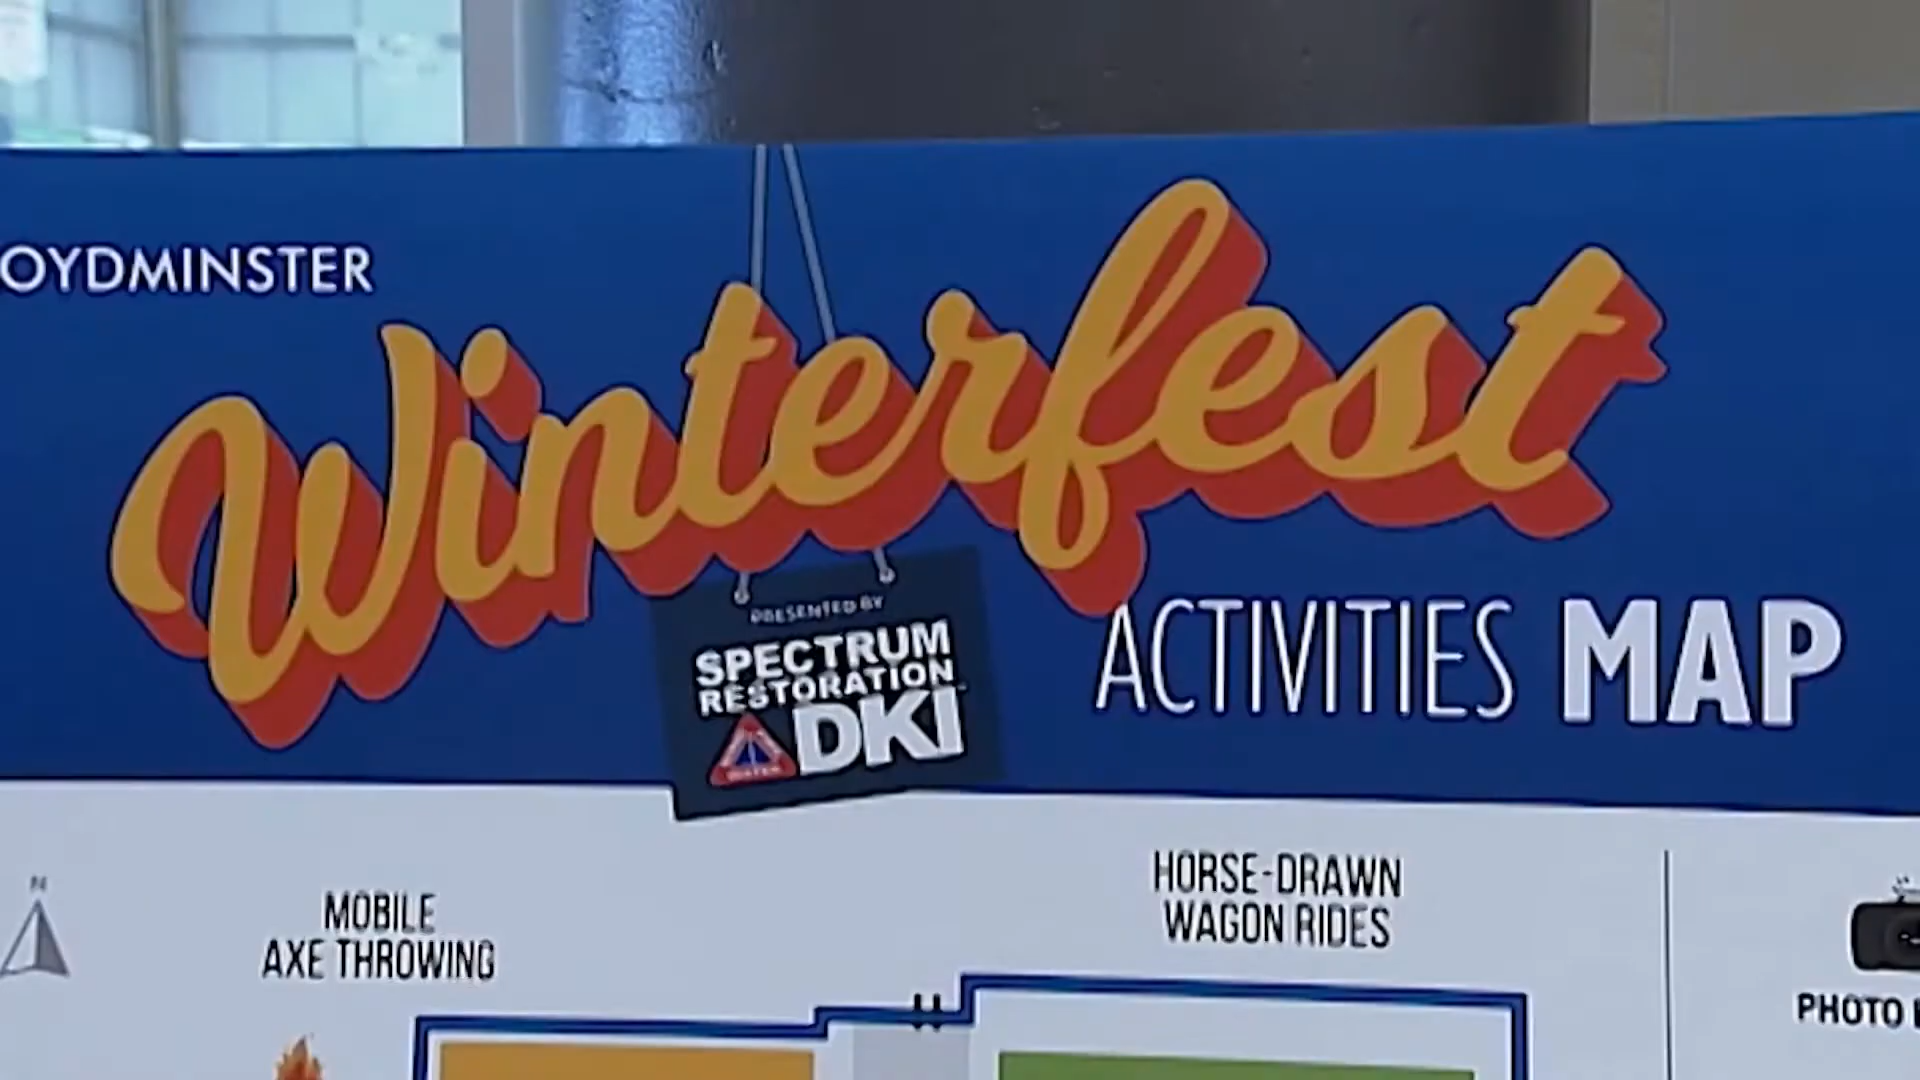 OYDMINSTER
Winterfest
PRESENTED BY
SPECTRUM
RESTORATION
DKI
ACTIVITIES MAP
N
MOBILE
AXE THROWING
HORSE-DRAWN
WAGON RIDES
PHOTO